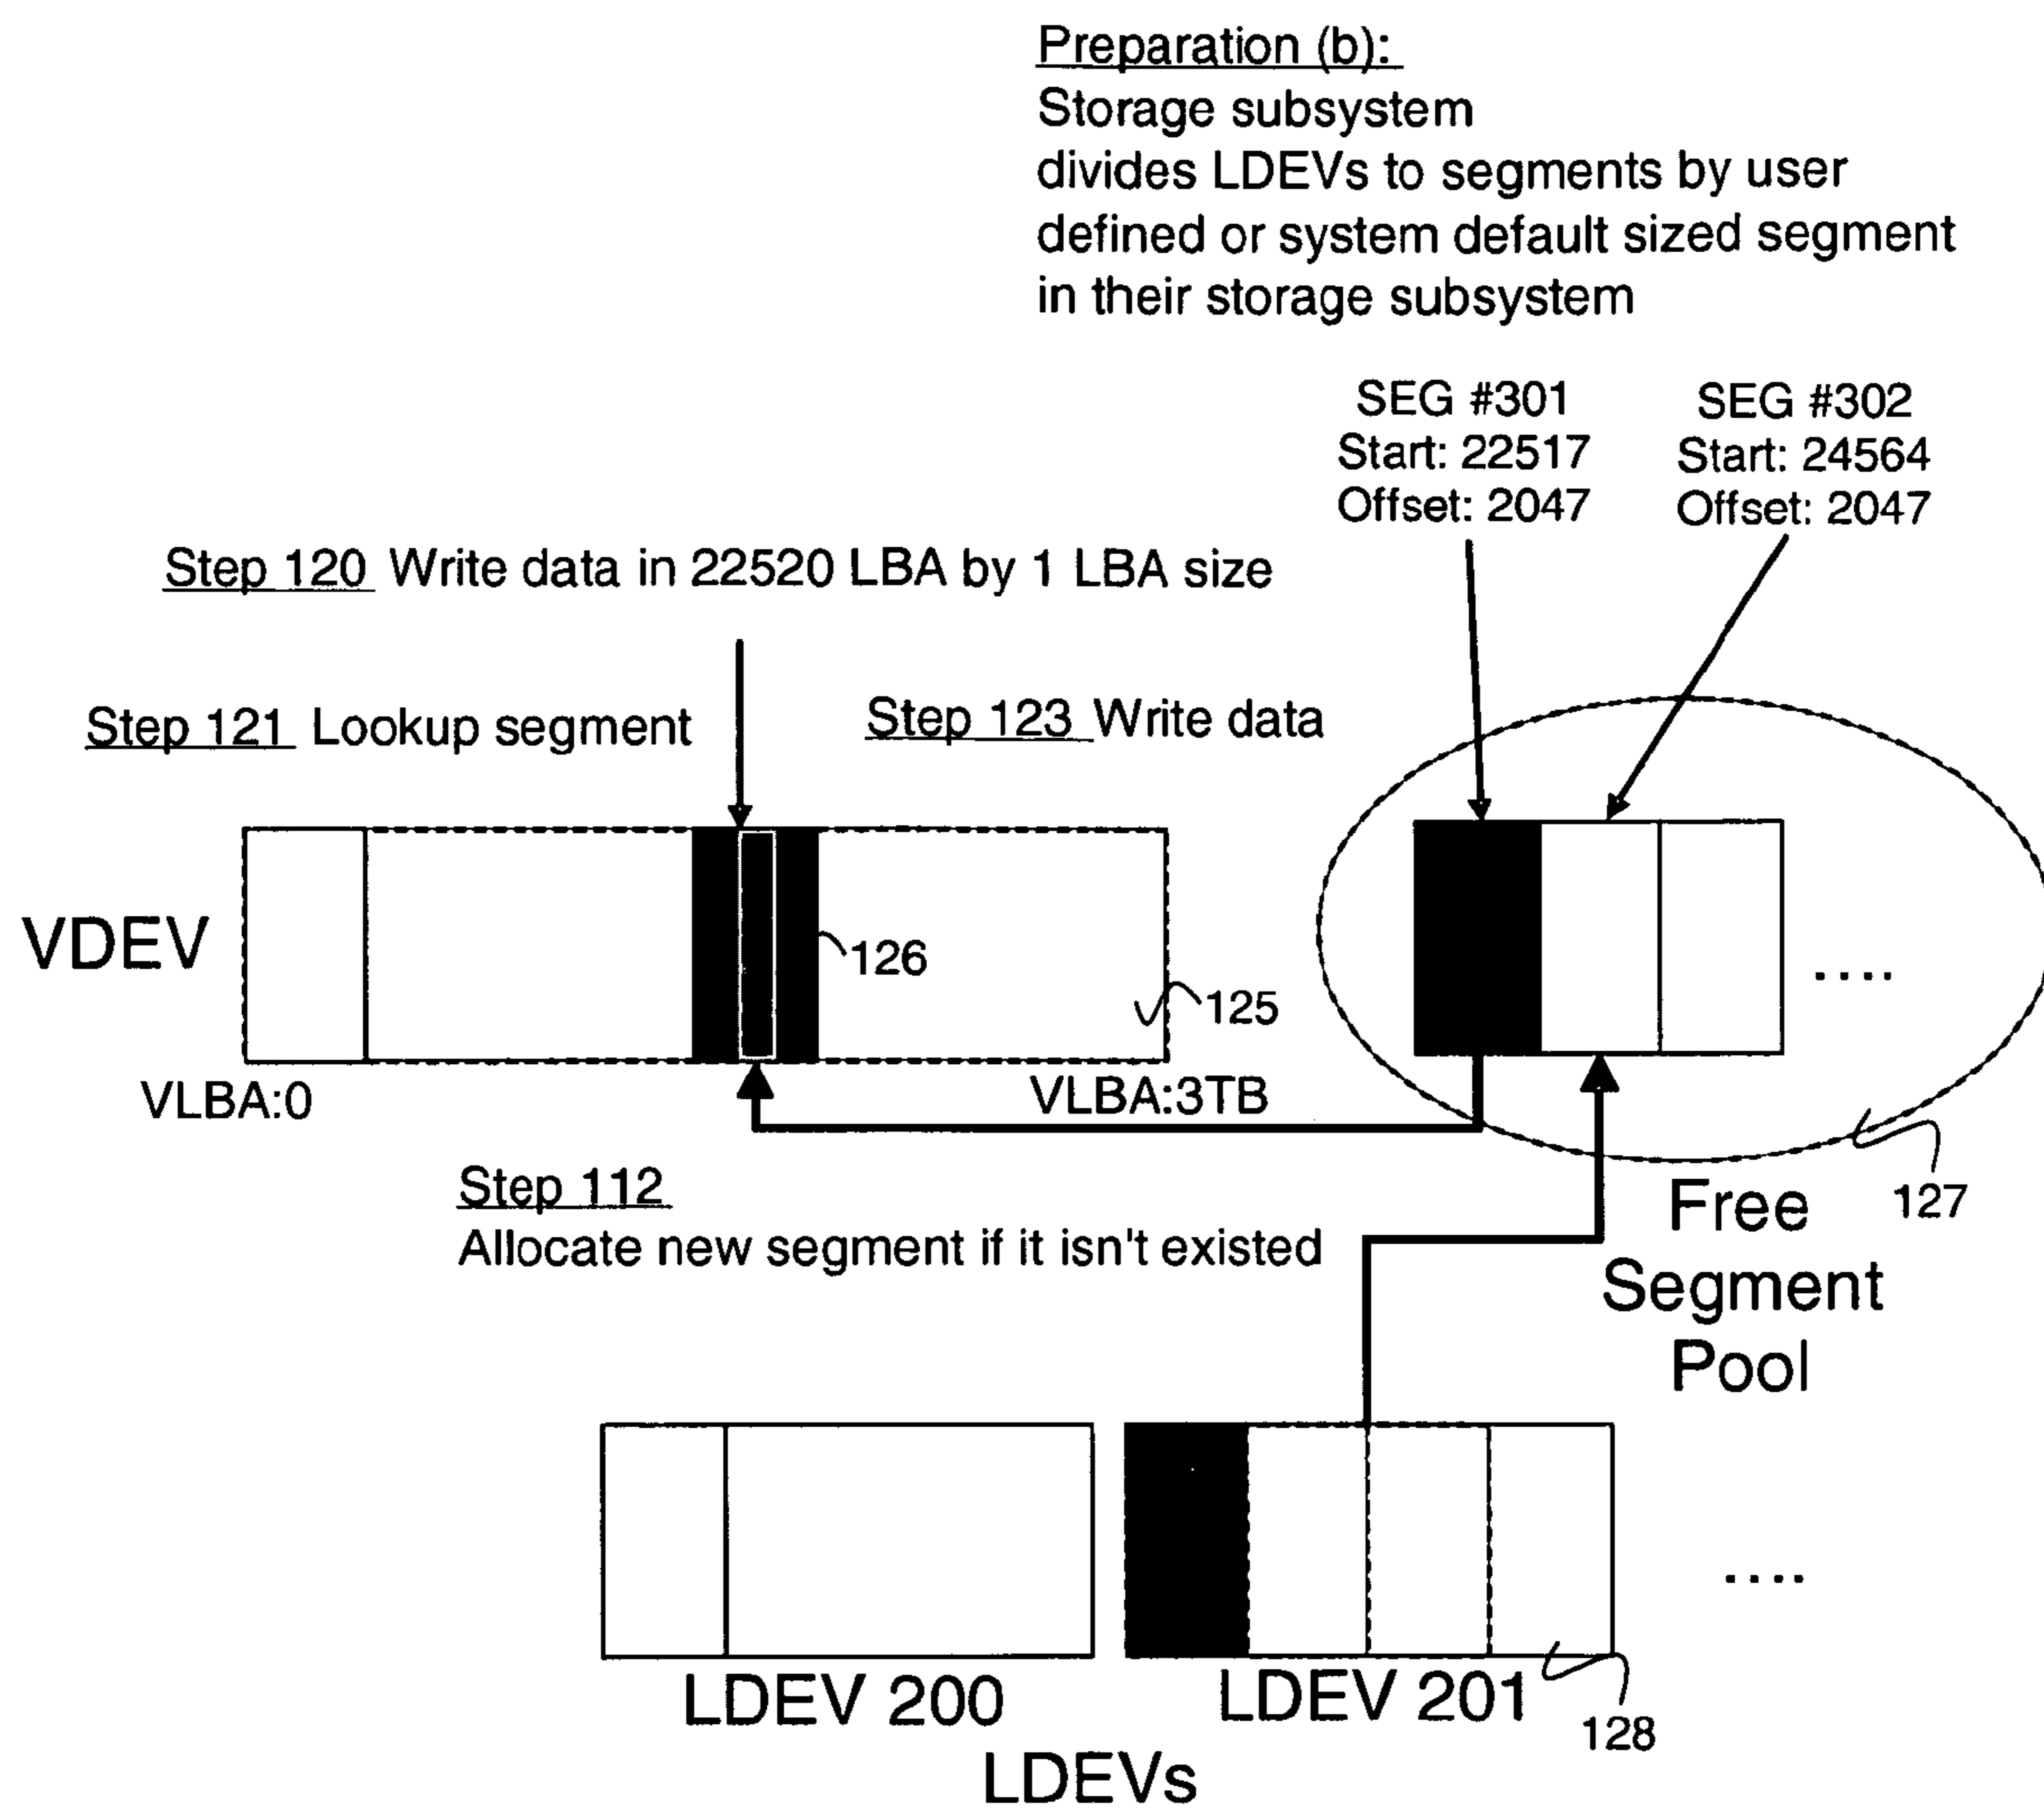 Preparation (b):
Storage subsystem
divides LDEVs to segments by user
defined or system default sized segment
in their storage subsystem
SEG #301
Start: 22517
Offset: 2047
SEG #302
Start: 24564
Offset: 2047
Step 120 Write data in 22520 LBA by 1 LBA size
Step 121 Lookup segment
Step 123 Write data
VDEV
126
125
....
VLBA:0
VLBA:3TB
Step 112
Allocate new segment if it isn't existed
127
Free
Segment
Pool
....
LDEV 200
LDEV 201
128
LDEVs